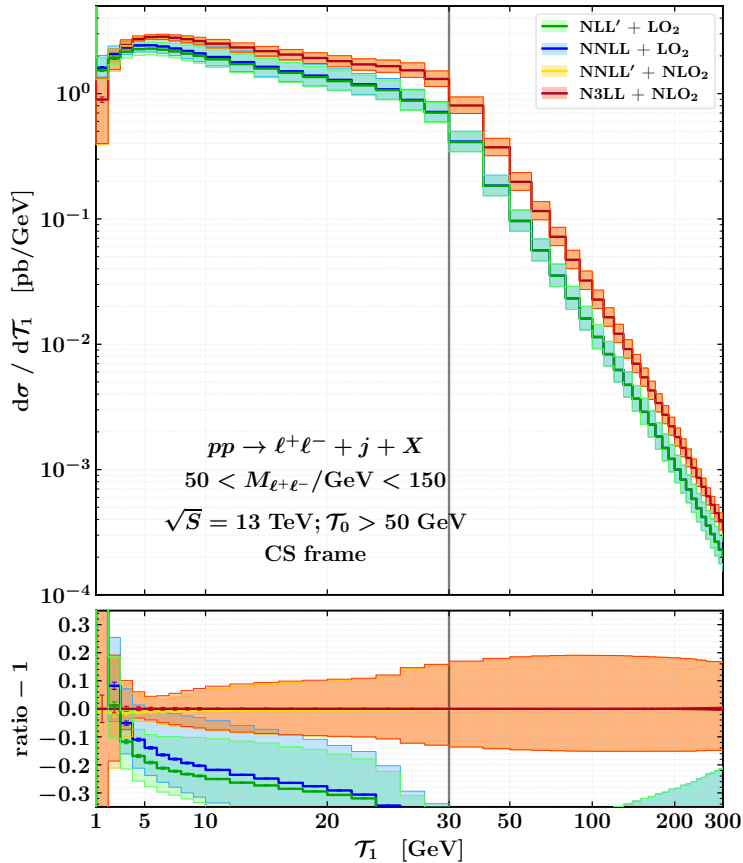 NLL′ + LO₂
NNLL + LO₂
NNLL′ + NLO₂
N3LL + NLO₂
dσ / d𝒯₁ [pb/GeV]
10⁰
10⁻¹
10⁻²
10⁻³
10⁻⁴
pp → ℓ⁺ℓ⁻ + j + X
50 < M_{ℓ⁺ℓ⁻}/GeV < 150
√S = 13 TeV; 𝒯₀ > 50 GeV
CS frame
ratio − 1
0.3
0.2
0.1
0.0
−0.1
−0.2
−0.3
1 5 10 20 30 50 100 200 300
𝒯₁ [GeV]